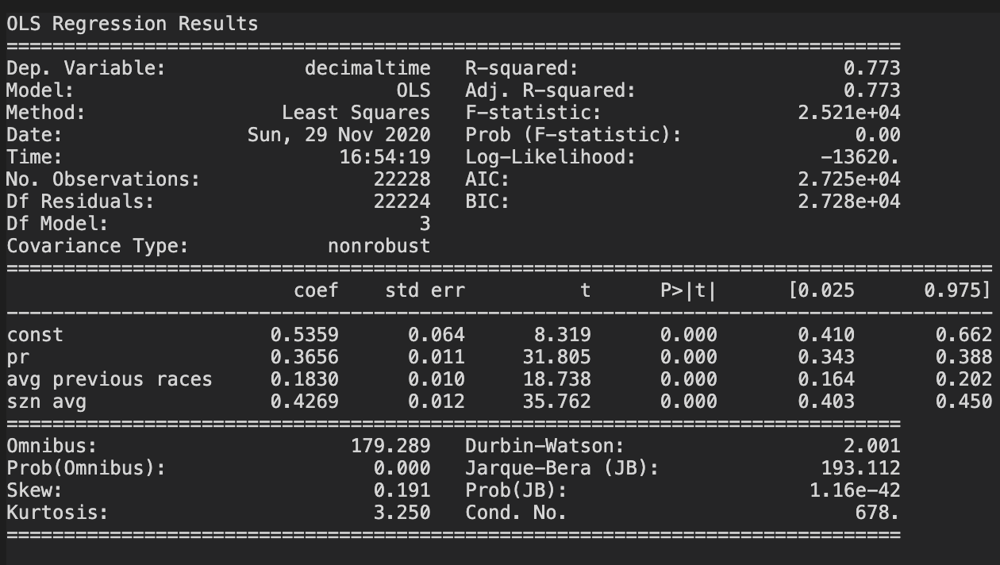 OLS Regression Results
==============================================================================
Dep. Variable:            decimaltime   R-squared:                       0.773
Model:                            OLS   Adj. R-squared:                  0.773
Method:                 Least Squares   F-statistic:                 2.521e+04
Date:                Sun, 29 Nov 2020   Prob (F-statistic):               0.00
Time:                        16:54:19   Log-Likelihood:                -13620.
No. Observations:               22228   AIC:                         2.725e+04
Df Residuals:                   22224   BIC:                         2.728e+04
Df Model:                           3
Covariance Type:            nonrobust
======================================================================================
                         coef    std err          t      P>|t|      [0.025      0.975]
--------------------------------------------------------------------------------------
const                  0.5359      0.064      8.319      0.000       0.410       0.662
pr                     0.3656      0.011     31.805      0.000       0.343       0.388
avg previous races     0.1830      0.010     18.738      0.000       0.164       0.202
szn avg                0.4269      0.012     35.762      0.000       0.403       0.450
==============================================================================
Omnibus:                      179.289   Durbin-Watson:                   2.001
Prob(Omnibus):                  0.000   Jarque-Bera (JB):              193.112
Skew:                           0.191   Prob(JB):                     1.16e-42
Kurtosis:                       3.250   Cond. No.                         678.
==============================================================================